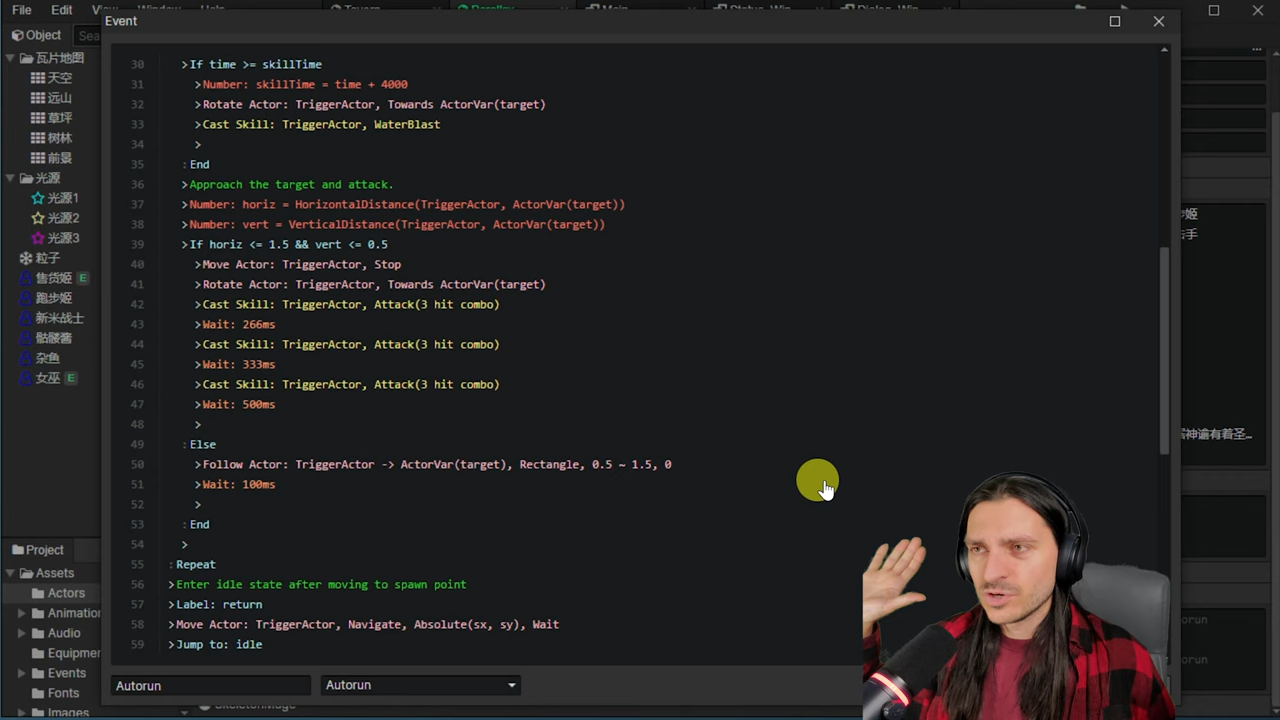 File Edit View Window Help
Tavern Parallax Main Status_Win Dialog_Win
Event
Object
瓦片地图
天空
远山
草坪
树林
前景
光源
光源1
光源2
光源3
粒子
售货姬 E
跑步姬
新米战士
骷髅酱
杂鱼
女巫 E
Project
Assets
Actors
Audio
Events
Fonts
Images
30 >If time >= skillTime
31 >Number: skillTime = time + 4000
32 >Rotate Actor: TriggerActor, Towards ActorVar(target)
33 >Cast Skill: TriggerActor, WaterBlast
34 >
35 :End
36 >Approach the target and attack.
37 >Number: horiz = HorizontalDistance(TriggerActor, ActorVar(target))
38 >Number: vert = VerticalDistance(TriggerActor, ActorVar(target))
39 >If horiz <= 1.5 && vert <= 0.5
40 >Move Actor: TriggerActor, Stop
41 >Rotate Actor: TriggerActor, Towards ActorVar(target)
42 >Cast Skill: TriggerActor, Attack(3 hit combo)
43 >Wait: 266ms
44 >Cast Skill: TriggerActor, Attack(3 hit combo)
45 >Wait: 333ms
46 >Cast Skill: TriggerActor, Attack(3 hit combo)
47 >Wait: 500ms
48 >
49 :Else
50 >Follow Actor: TriggerActor -> ActorVar(target), Rectangle, 0.5 ~ 1.5, 0
51 >Wait: 100ms
52 >
53 :End
54 >
55 :Repeat
56 >Enter idle state after moving to spawn point
57 >Label: return
58 >Move Actor: TriggerActor, Navigate, Absolute(sx, sy), Wait
59 >Jump to: idle
Autorun Autorun
SkeletonMage